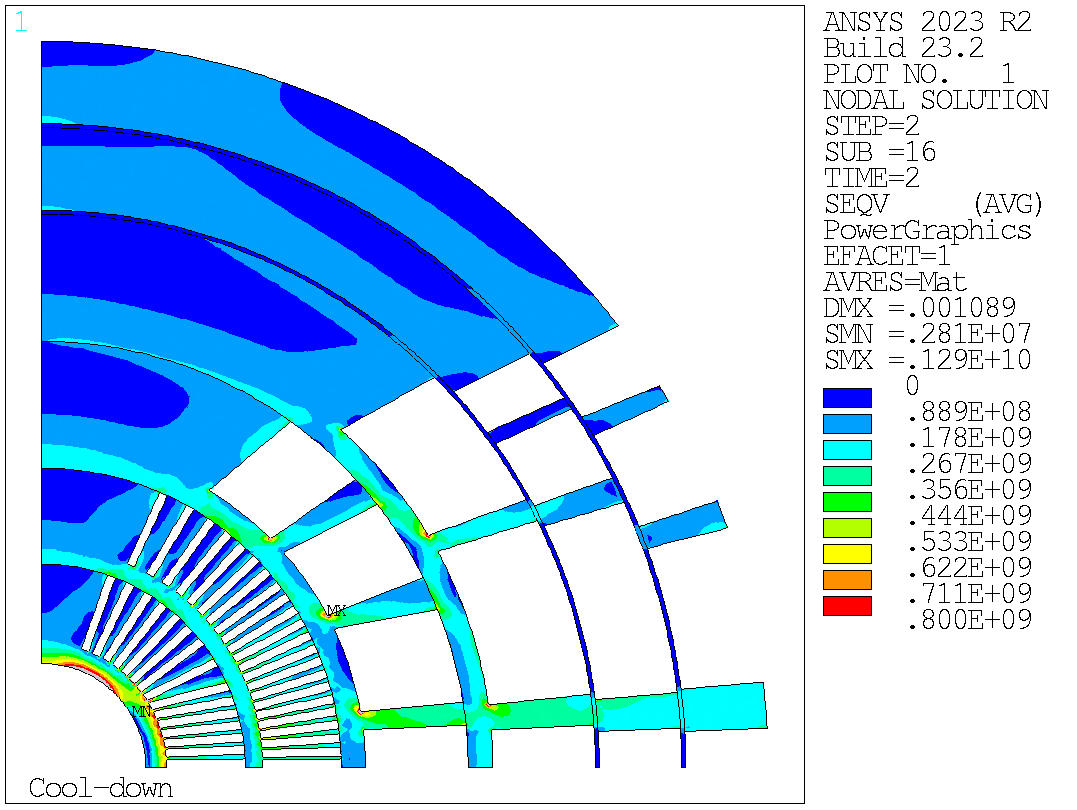 1
ANSYS 2023 R2
Build 23.2
PLOT NO.   1
NODAL SOLUTION
STEP=2
SUB =16
TIME=2
SEQV     (AVG)
PowerGraphics
EFACET=1
AVRES=Mat
DMX =.001089
SMN =.281E+07
SMX =.129E+10
0
.889E+08
.178E+09
.267E+09
.356E+09
.444E+09
.533E+09
.622E+09
.711E+09
.800E+09
MX
MN
Cool-down